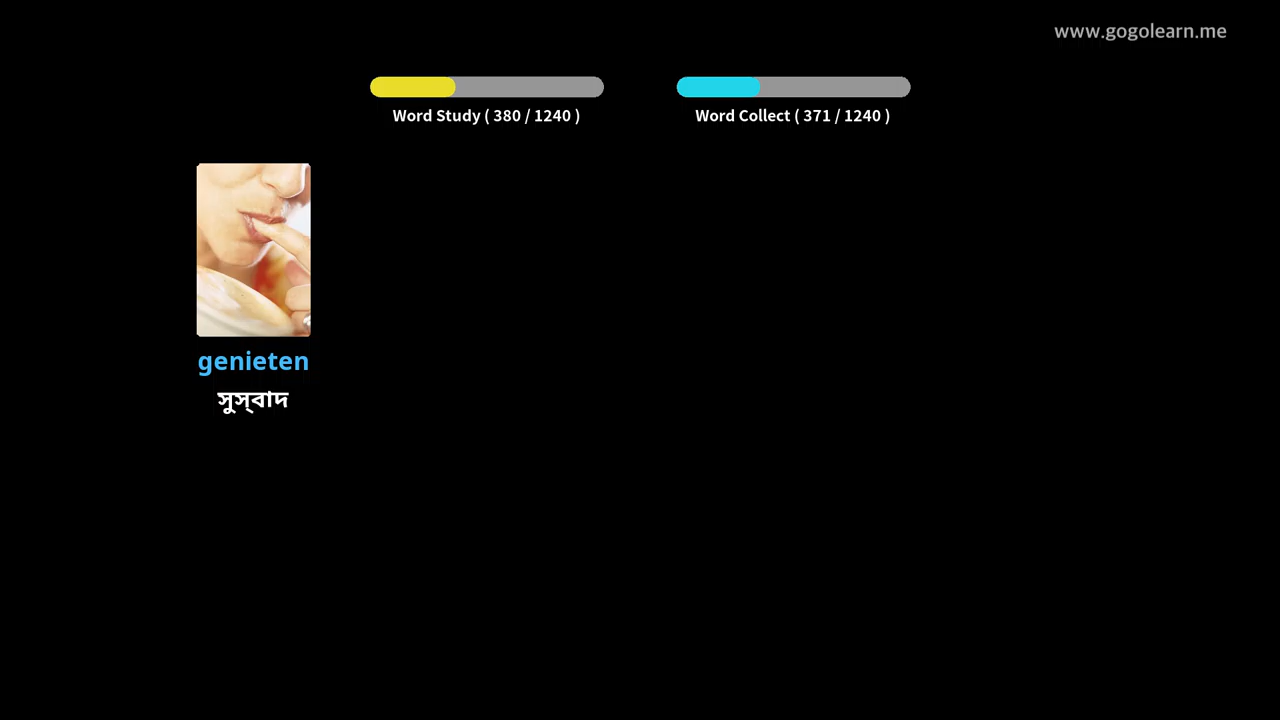 www.gogolearn.me
Word Study ( 380 / 1240 )
Word Collect ( 371 / 1240 )
genieten
সুস্বাদ